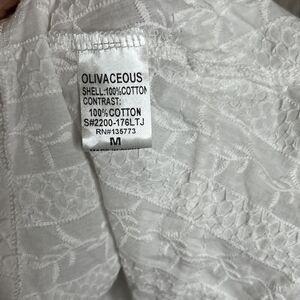 OLIVACEOUS
SHELL:100%COTTON
CONTRAST:
100%COTTON
S#2200-176LTJ
RN#135773
M